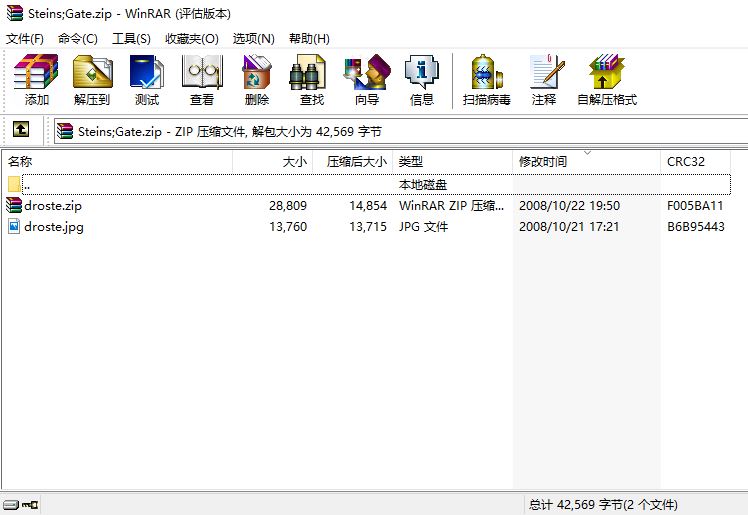 Steins;Gate.zip - WinRAR (评估版本)
文件(F) 命令(C) 工具(S) 收藏夹(O) 选项(N) 帮助(H)
添加 解压到 测试 查看 删除 查找 向导 信息 扫描病毒 注释 自解压格式
Steins;Gate.zip - ZIP 压缩文件, 解包大小为 42,569 字节
名称 大小 压缩后大小 类型 修改时间 CRC32
.. 本地磁盘
droste.zip 28,809 14,854 WinRAR ZIP 压缩... 2008/10/22 19:50 F005BA11
droste.jpg 13,760 13,715 JPG 文件 2008/10/21 17:21 B6B95443
总计 42,569 字节(2 个文件)